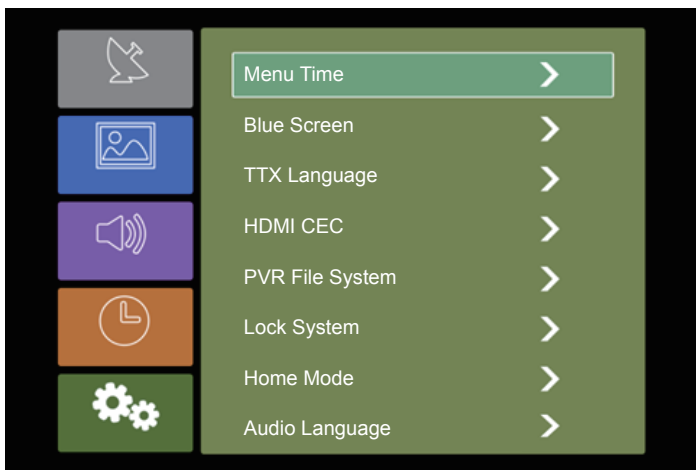 Menu Time
Blue Screen
TTX Language
HDMI CEC
PVR File System
Lock System
Home Mode
Audio Language